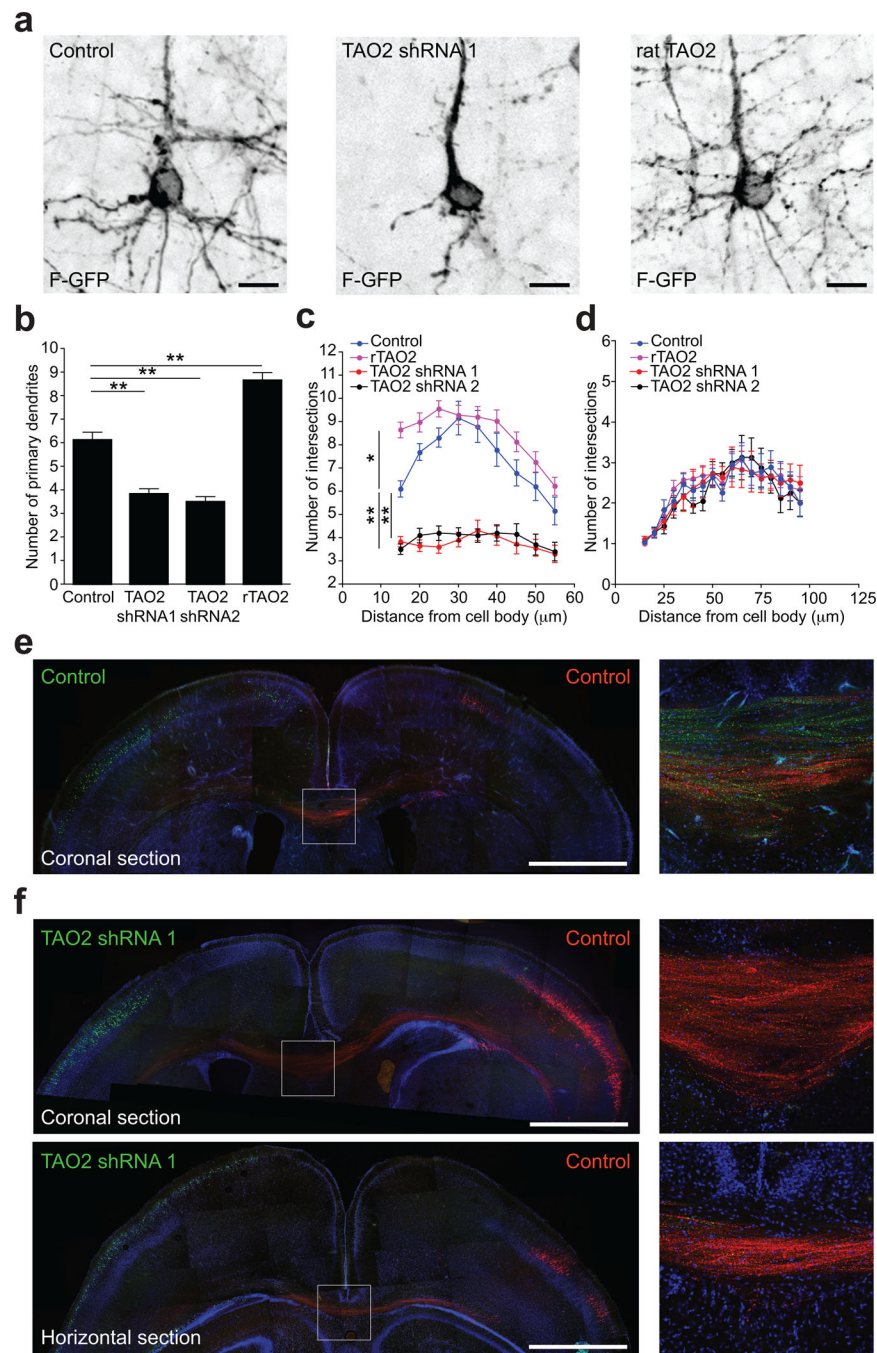 a
Control
TAO2 shRNA 1
rat TAO2
F-GFP
F-GFP
F-GFP
b
c
d
Number of primary dendrites
10
9
8
7
6
5
4
3
2
1
0
**
**
**
Control
TAO2
TAO2
rTAO2
shRNA1 shRNA2
Control
rTAO2
TAO2 shRNA 1
TAO2 shRNA 2
Number of intersections
13
12
11
10
9
8
7
6
5
4
3
2
*
**
**
0
10
20
30
40
50
60
Distance from cell body (μm)
Control
rTAO2
TAO2 shRNA 1
TAO2 shRNA 2
Number of intersections
6
5
4
3
2
1
0
0
25
50
75
100
125
Distance from cell body (μm)
e
Control
Control
Coronal section
f
TAO2 shRNA 1
Control
Coronal section
TAO2 shRNA 1
Control
Horizontal section